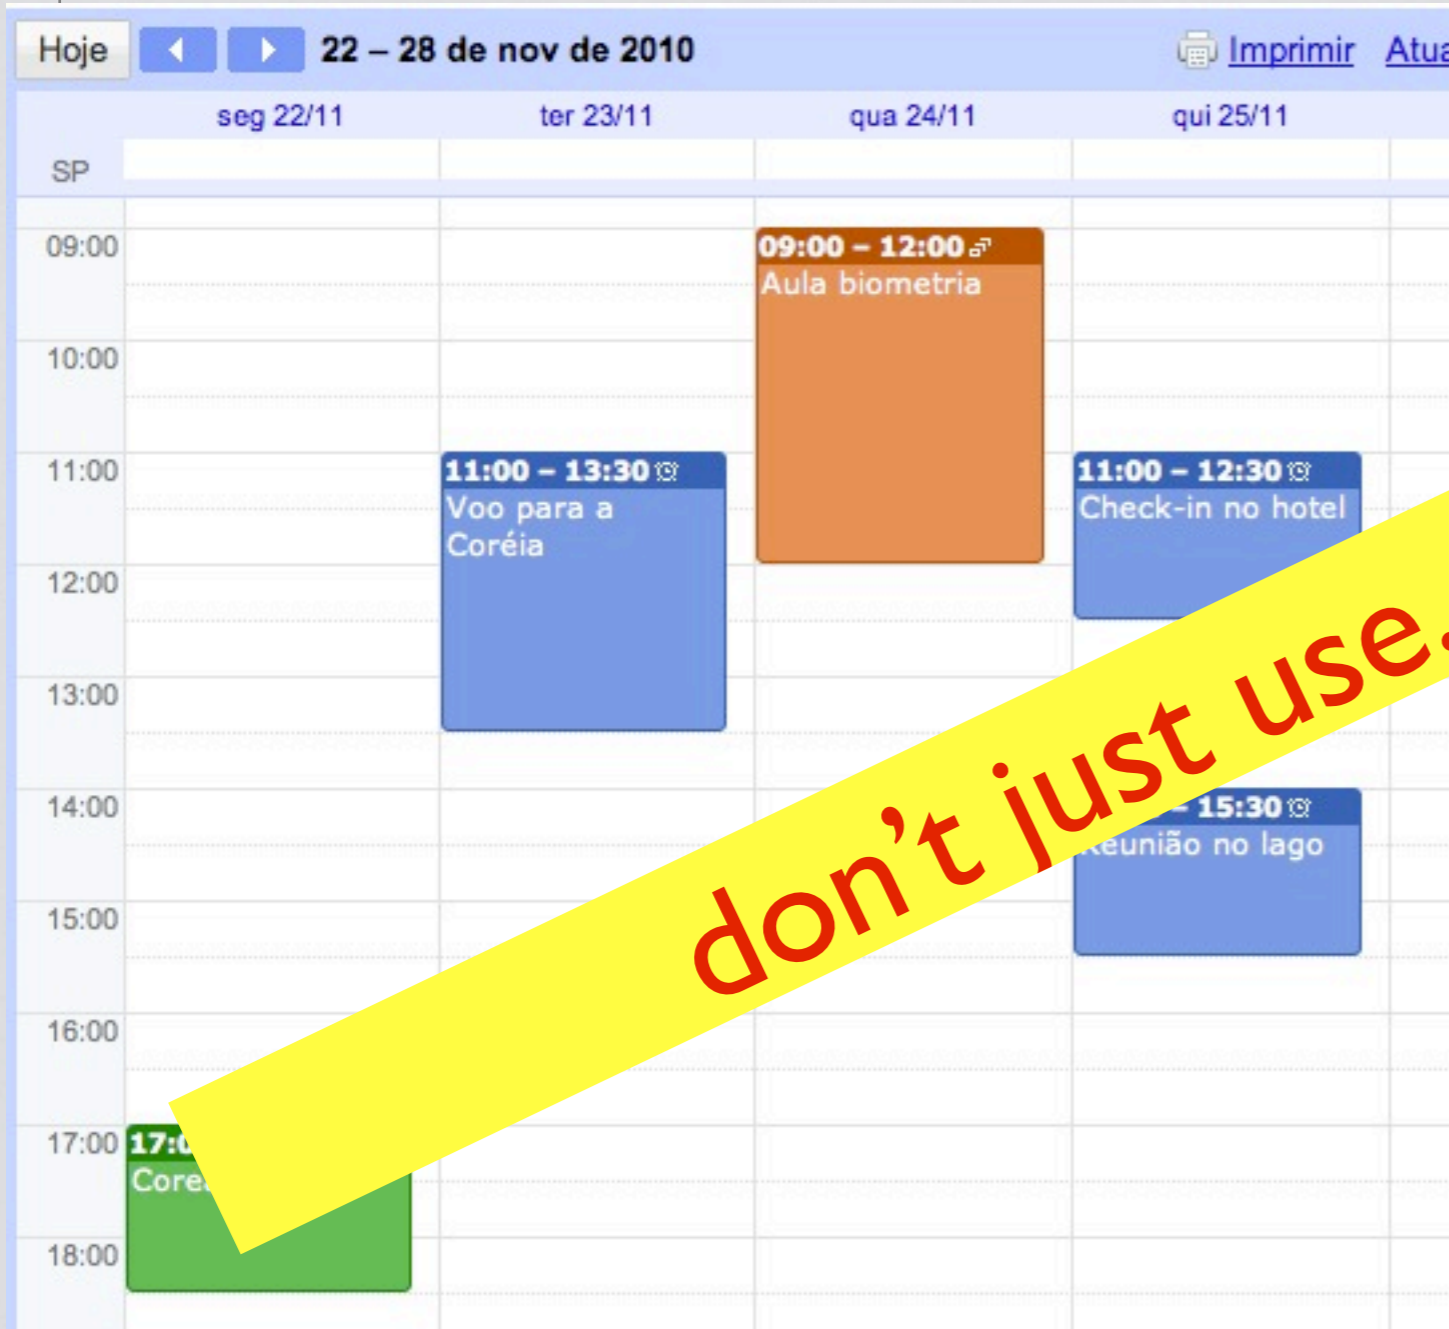 Hoje 22 – 28 de nov de 2010 Imprimir
seg 22/11 ter 23/11 qua 24/11 qui 25/11
SP
09:00
10:00
11:00
12:00
13:00
14:00
15:00
16:00
17:00
18:00
11:00 – 13:30
Voo para a
Coréia
09:00 – 12:00
Aula biometria
11:00 – 12:30
Check-in no hotel
– 15:30
Reunião no lago
don't just use.